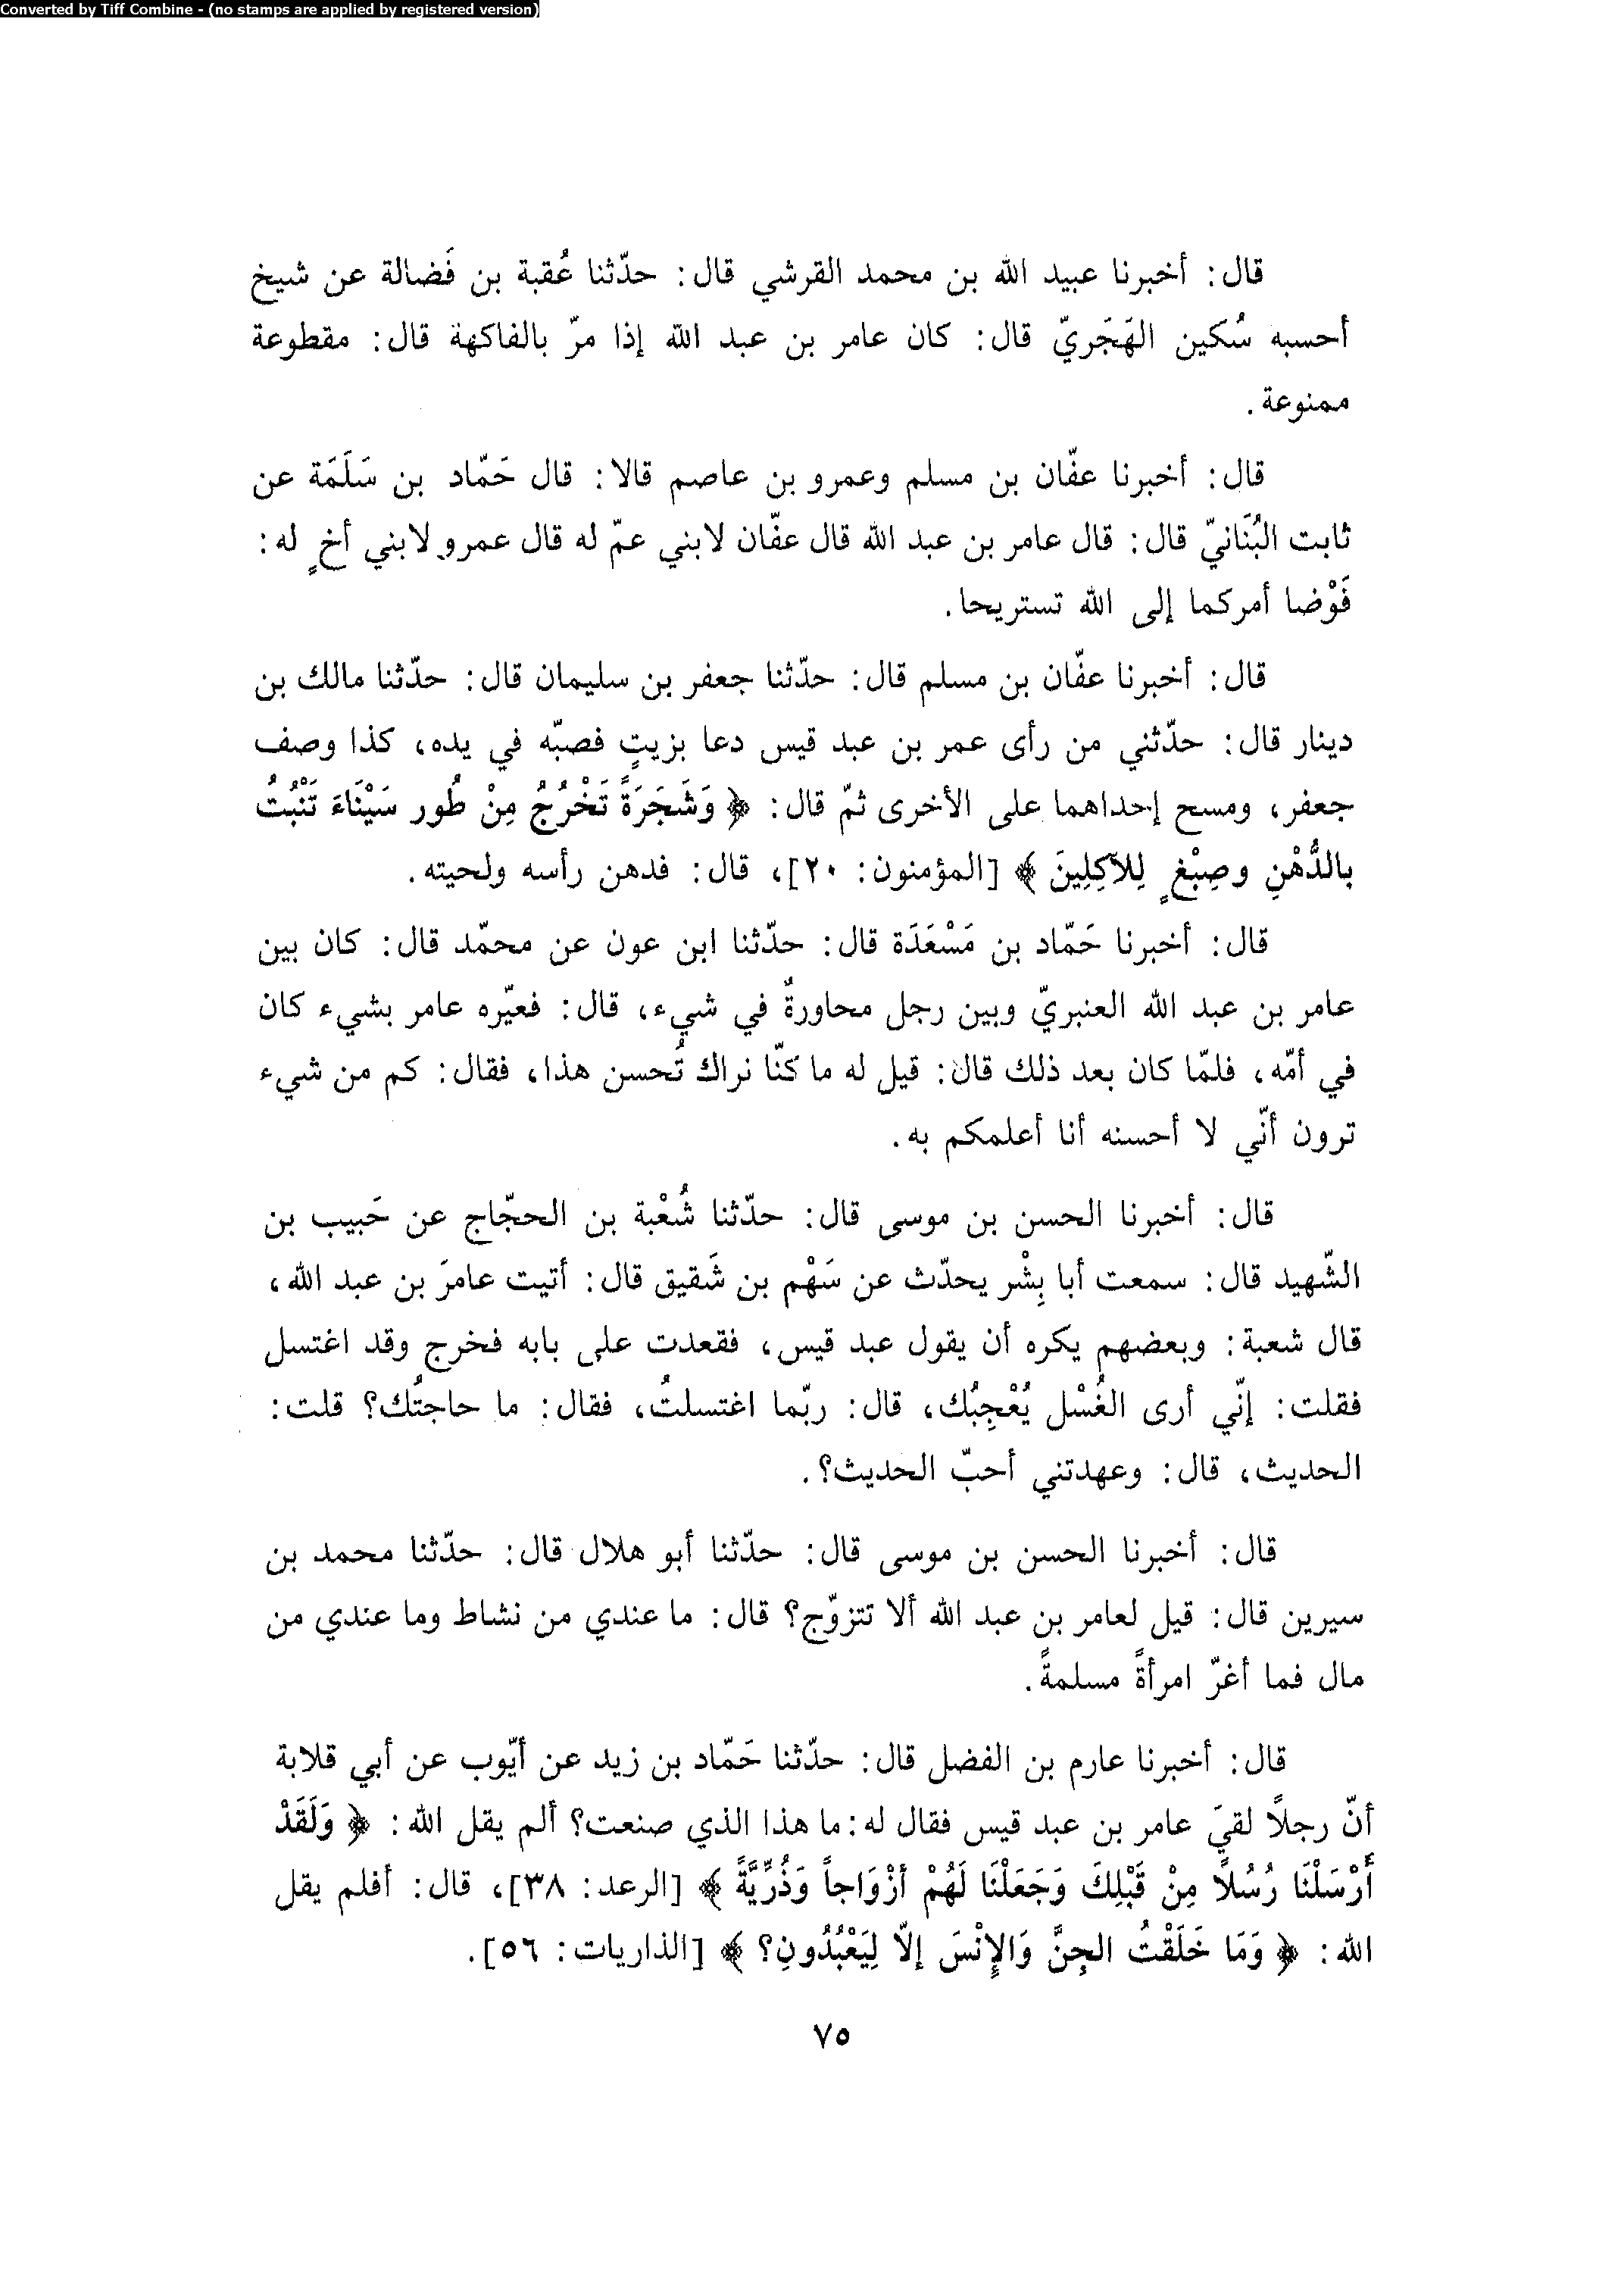 Converted by Tiff Combine - (no stamps are applied by registered version)
قال: أخبرنا عبيد الله بن محمد القرشي قال: حدّثنا عُقبة بن فَضالة عن شيخ
أحسبه سُكين الهَجَريّ قال: كان عامر بن عبد الله إذا مرّ بالفاكهة قال: مقطوعة
ممنوعة.
قال: أخبرنا عفّان بن مسلم وعمرو بن عاصم قالا: قال حَمّاد بن سَلَمَة عن
ثابت البُنَانيّ قال: قال عامر بن عبد الله قال عفّان لابني عمّ له قال عمرو لابني أخٍ له:
فَوْضا أمركما إلى الله تستريحا.
قال: أخبرنا عفّان بن مسلم قال: حدّثنا جعفر بن سليمان قال: حدّثنا مالك بن
دينار قال: حدّثني من رأى عمر بن عبد قيس دعا بزيتٍ فصبّه في يده، كذا وصف
جعفر، ومسح إحداهما على الأخرى ثمّ قال: ﴿ وَشَجَرَةً تَخْرُجُ مِنْ طُور سَيْنَاءَ تَنْبُتُ
بالدُّهْنِ وصِبْغٍ لِلآكِلِينَ ﴾ [المؤمنون: ٢٠]، قال: فدهن رأسه ولحيته.
قال: أخبرنا حَمّاد بن مَسْعَدَة قال: حدّثنا ابن عون عن محمّد قال: كان بين
عامر بن عبد الله العنبريّ وبين رجل محاورةٌ في شيء، قال: فعيّره عامر بشيء كان
في أمّه، فلمّا كان بعد ذلك قال: قيل له ما كنّا نراك تُحسن هذا، فقال: كم من شيء
ترون أنّي لا أحسنه أنا أعلمكم به.
قال: أخبرنا الحسن بن موسى قال: حدّثنا شُعْبة بن الحجّاج عن حَبيب بن
الشّهيد قال: سمعت أبا بِشْر يحدّث عن سَهْم بن شَقيق قال: أتيت عامرَ بن عبد الله،
قال شعبة: وبعضهم يكره أن يقول عبد قيس، فقعدت على بابه فخرج وقد اغتسل
فقلت: إنّي أرى الغُسْل يُعْجِبُك، قال: ربّما اغتسلتُ، فقال: ما حاجتُك؟ قلت:
الحديث، قال: وعهدتني أحبّ الحديث؟.
قال: أخبرنا الحسن بن موسى قال: حدّثنا أبو هلال قال: حدّثنا محمد بن
سيرين قال: قيل لعامر بن عبد الله ألا تتزوّج؟ قال: ما عندي من نشاط وما عندي من
مال فما أغرّ امرأةً مسلمةً.
قال: أخبرنا عارم بن الفضل قال: حدّثنا حَمّاد بن زيد عن أيّوب عن أبي قلابة
أنّ رجلاً لقيَ عامر بن عبد قيس فقال له: ما هذا الذي صنعت؟ ألم يقل الله: ﴿ وَلَقَدْ
أَرْسَلْنَا رُسُلاً مِنْ قَبْلِكَ وَجَعَلْنَا لَهُمْ أزْوَاجاً وَذُرِّيَّةً ﴾ [الرعد: ٣٨]، قال: أفلم يقل
الله: ﴿ وَمَا خَلَقْتُ الجِنَّ وَالإِنْسَ إلّا لِيَعْبُدُونِ؟ ﴾ [الذاريات: ٥٦].
٧٥